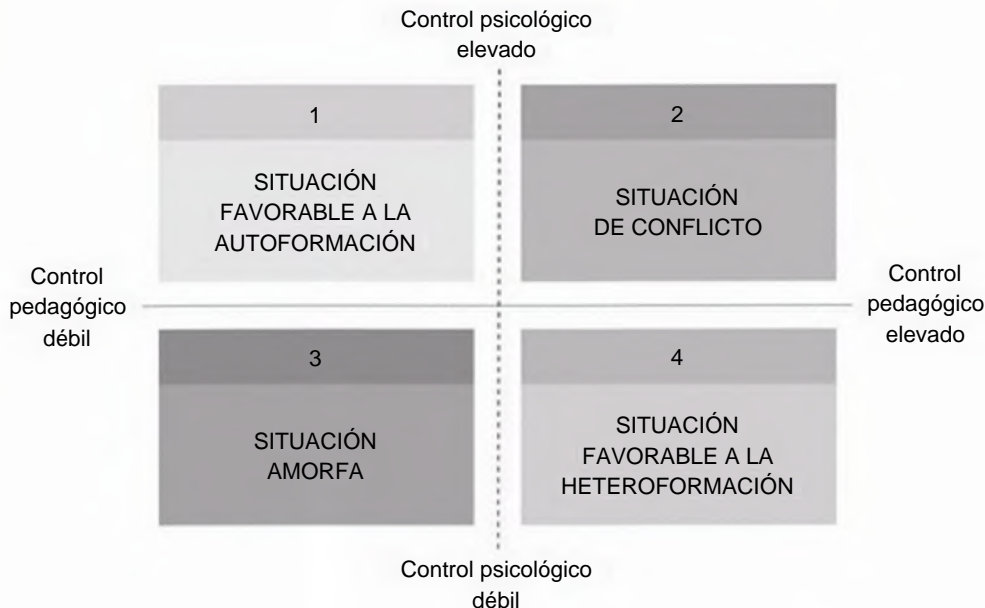 Control psicológico
elevado
1
SITUACIÓN
FAVORABLE A LA
AUTOFORMACIÓN
2
SITUACIÓN
DE CONFLICTO
Control
pedagógico
débil
Control
pedagógico
elevado
3
SITUACIÓN
AMORFA
4
SITUACIÓN
FAVORABLE A LA
HETEROFORMACIÓN
Control psicológico
débil